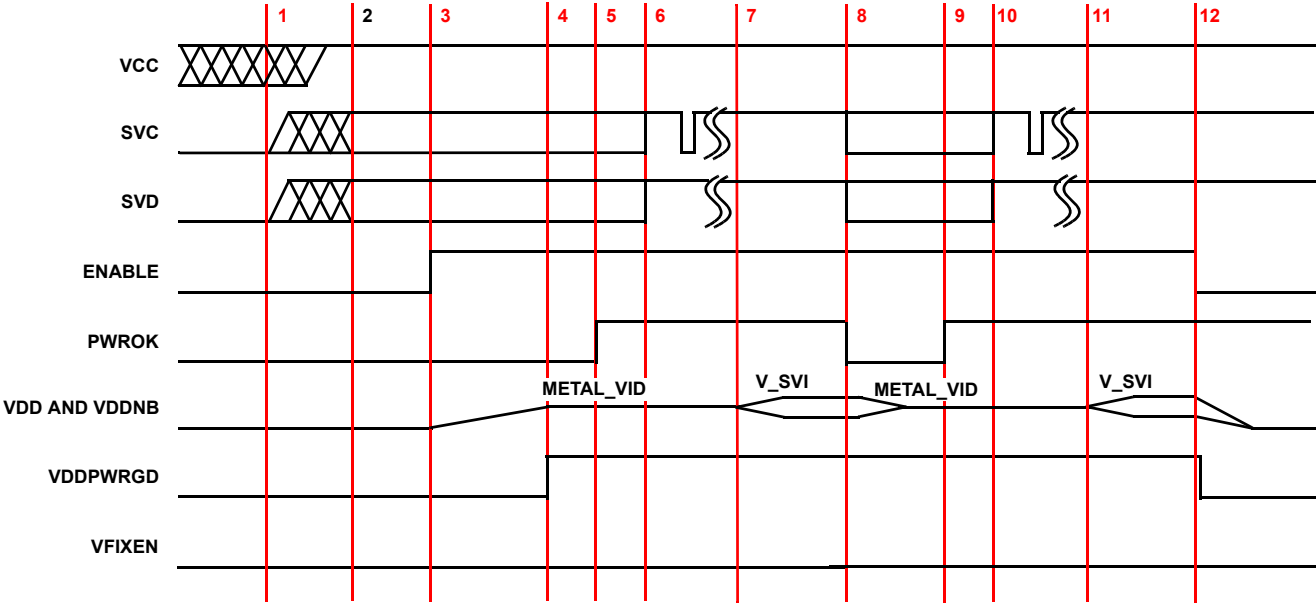 1 2 3 4 5 6 7 8 9 10 11 12
VCC
SVC
SVD
ENABLE
PWROK
METAL_VID V_SVI METAL_VID V_SVI
VDD AND VDDNB
VDDPWRGD
VFIXEN